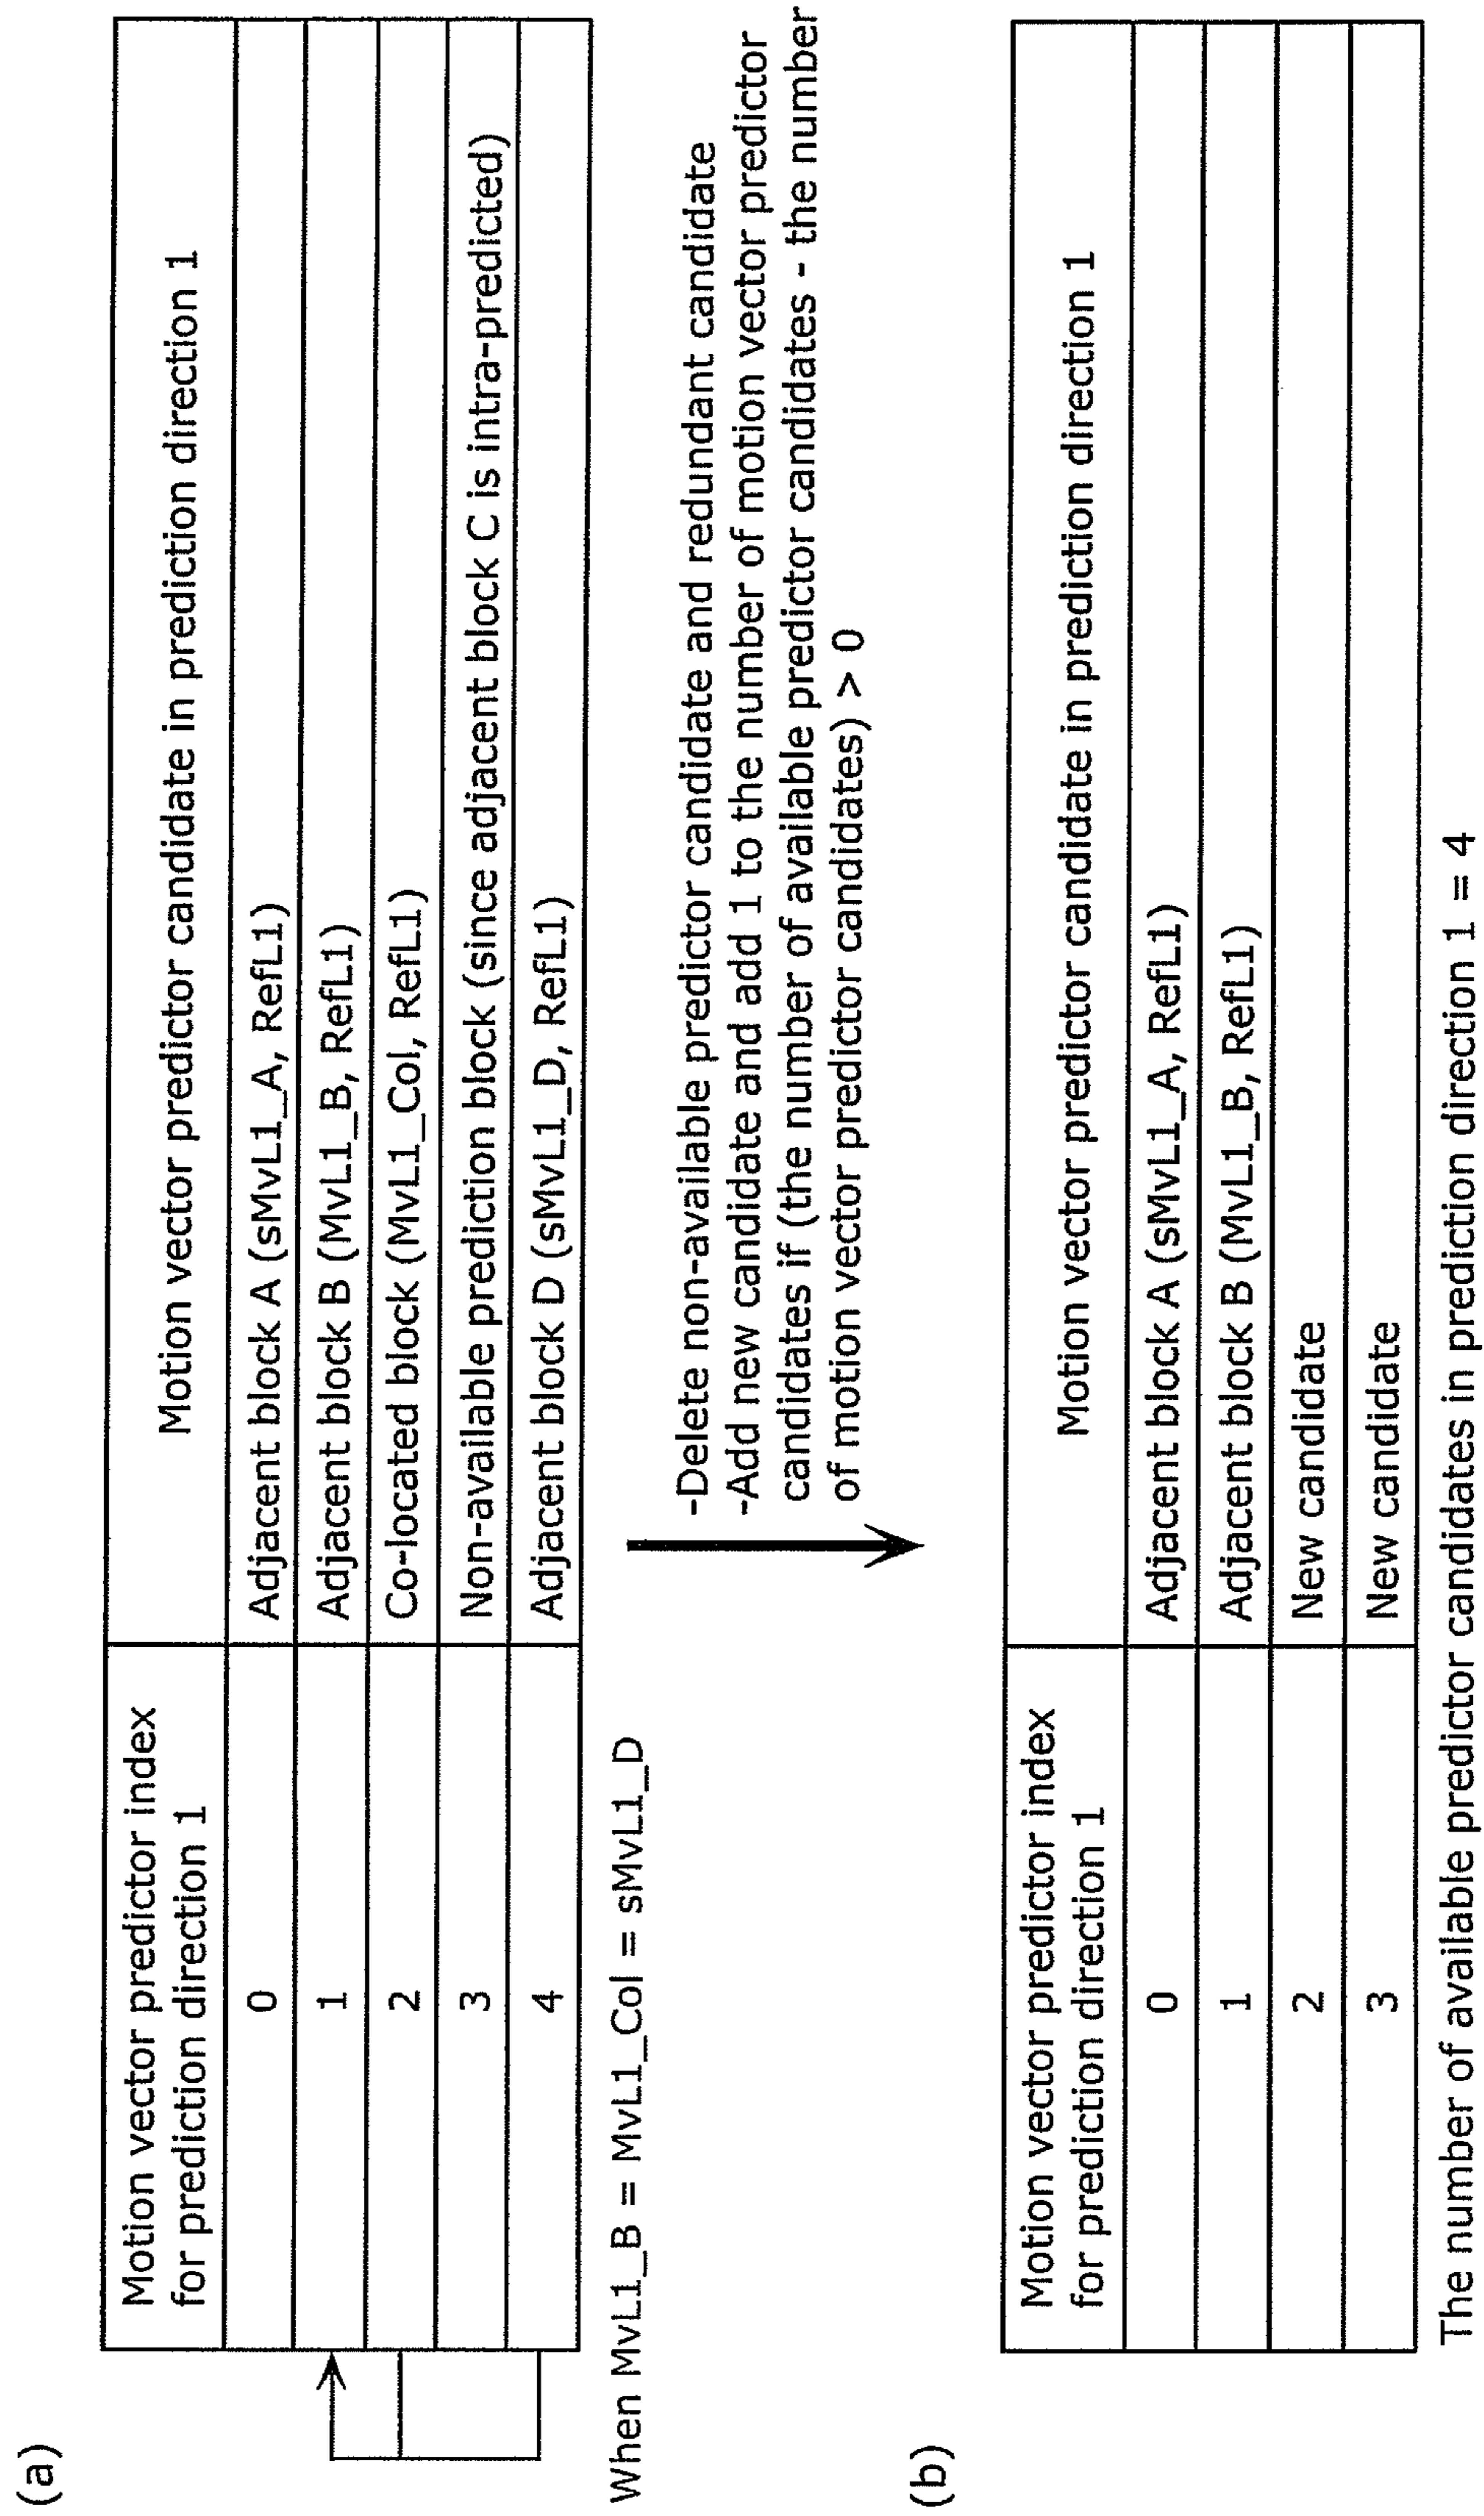 (a)
Motion vector predictor index
for prediction direction 1
Motion vector predictor candidate in prediction direction 1
0
Adjacent block A (sMvL1_A, RefL1)
1
Adjacent block B (MvL1_B, RefL1)
2
Co-located block (MvL1_Col, RefL1)
3
Non-available prediction block (since adjacent block C is intra-predicted)
4
Adjacent block D (sMvL1_D, RefL1)
When MvL1_B = MvL1_Col = sMvL1_D
-Delete non-available predictor candidate and redundant candidate
-Add new candidate and add 1 to the number of motion vector predictor
candidates if (the number of available predictor candidates - the number
of motion vector predictor candidates) > 0
(b)
Motion vector predictor index
for prediction direction 1
Motion vector predictor candidate in prediction direction 1
0
Adjacent block A (sMvL1_A, RefL1)
1
Adjacent block B (MvL1_B, RefL1)
2
New candidate
3
New candidate
The number of available predictor candidates in prediction direction 1 = 4